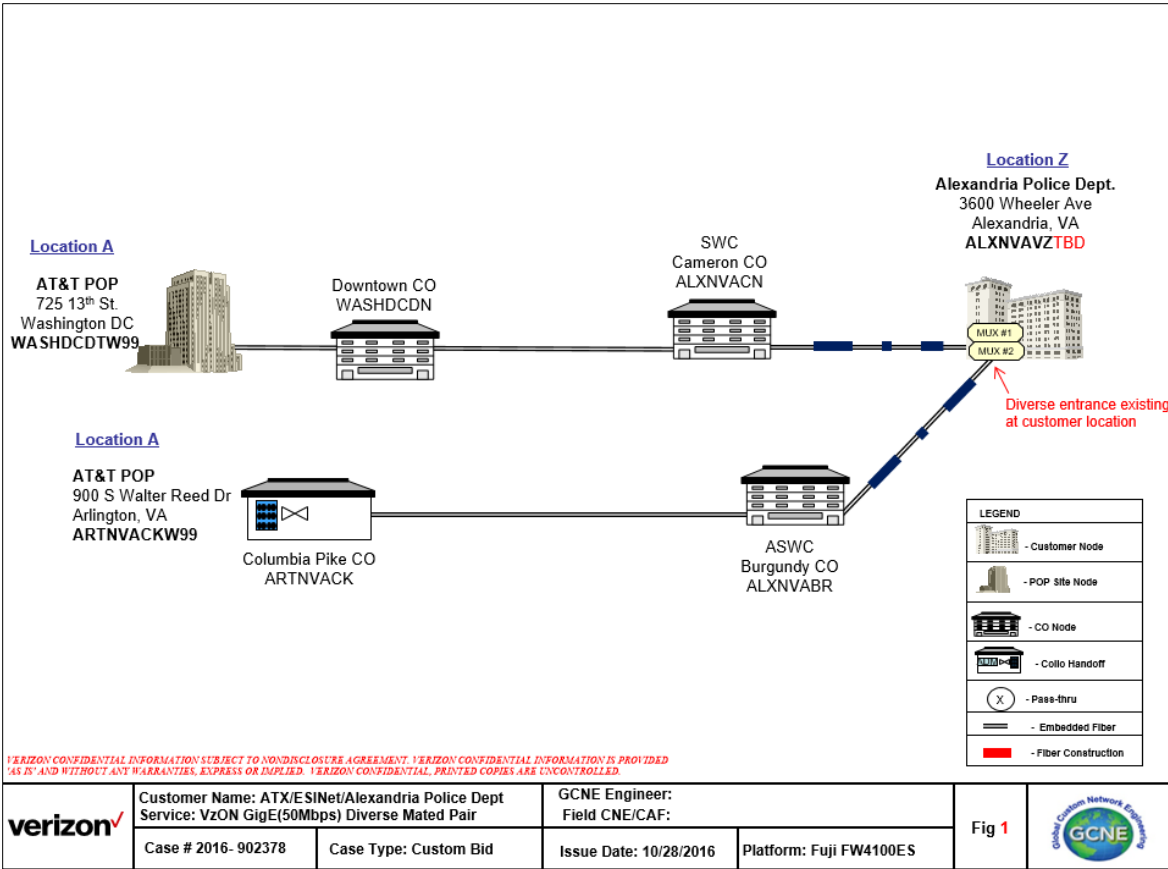 Location Z
Alexandria Police Dept.
3600 Wheeler Ave
Alexandria, VA
ALXNVAVZTBD
Location A
AT&T POP
725 13th St.
Washington DC
WASHDCDTW99
Downtown CO
WASHDCDN
SWC
Cameron CO
ALXNVACN
MUX #1
MUX #2
Diverse entrance existing
at customer location
Location A
AT&T POP
900 S Walter Reed Dr
Arlington, VA
ARTNVACKW99
Columbia Pike CO
ARTNVACK
ASWC
Burgundy CO
ALXNVABR
LEGEND
- Customer Node
- POP Site Node
- CO Node
- Collo Handoff
X - Pass-thru
- Embedded Fiber
- Fiber Construction
VERIZON CONFIDENTIAL INFORMATION SUBJECT TO NONDISCLOSURE AGREEMENT. VERIZON CONFIDENTIAL INFORMATION IS PROVIDED
'AS IS' AND WITHOUT ANY WARRANTIES, EXPRESS OR IMPLIED. VERIZON CONFIDENTIAL, PRINTED COPIES ARE UNCONTROLLED.
verizon
Customer Name: ATX/ESINet/Alexandria Police Dept
Service: VzON GigE(50Mbps) Diverse Mated Pair
GCNE Engineer:
Field CNE/CAF:
Case # 2016- 902378
Case Type: Custom Bid
Issue Date: 10/28/2016
Platform: Fuji FW4100ES
Fig 1
Global Custom Network Engineering
GCNE